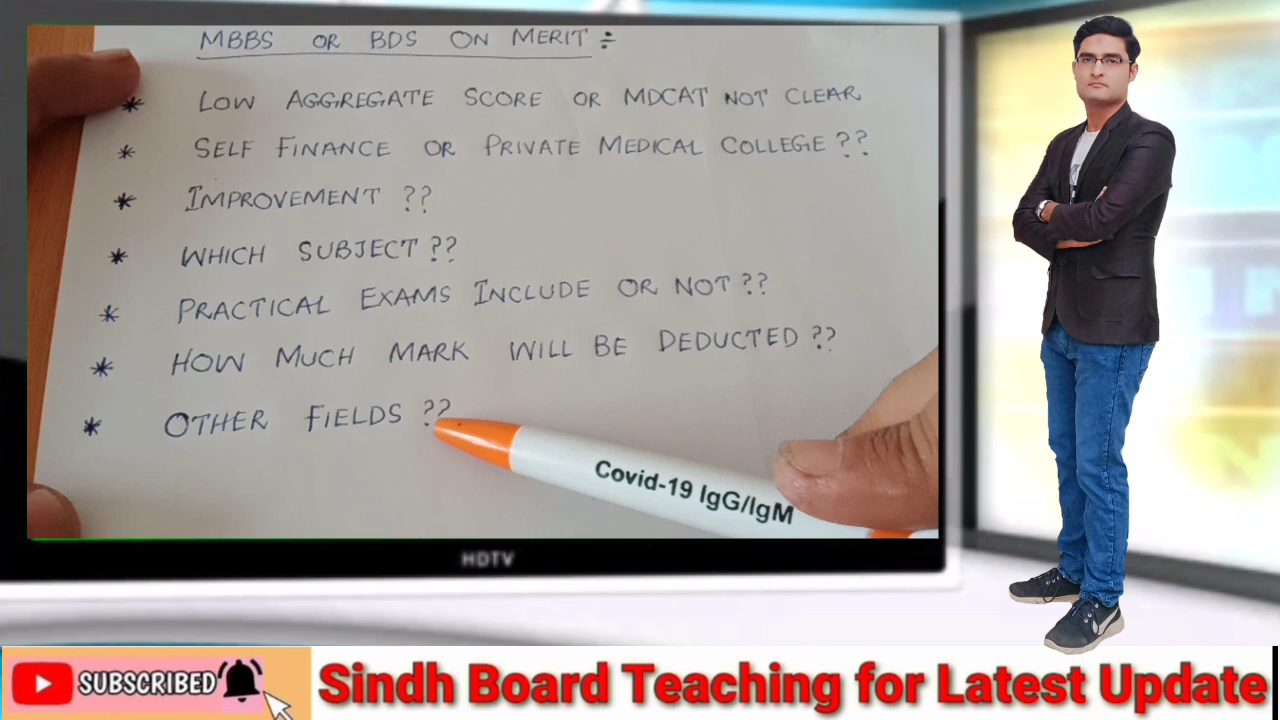 MBBS OR BDS ON MERIT ÷
* LOW AGGREGATE SCORE OR MDCAT NOT CLEAR
* SELF FINANCE OR PRIVATE MEDICAL COLLEGE ??
* IMPROVEMENT ??
* WHICH SUBJECT ??
* PRACTICAL EXAMS INCLUDE OR NOT ??
* HOW MUCH MARK WILL BE DEDUCTED ??
* OTHER FIELDS ??
Covid-19 IgG/IgM
HDTV
SUBSCRIBED
Sindh Board Teaching for Latest Update